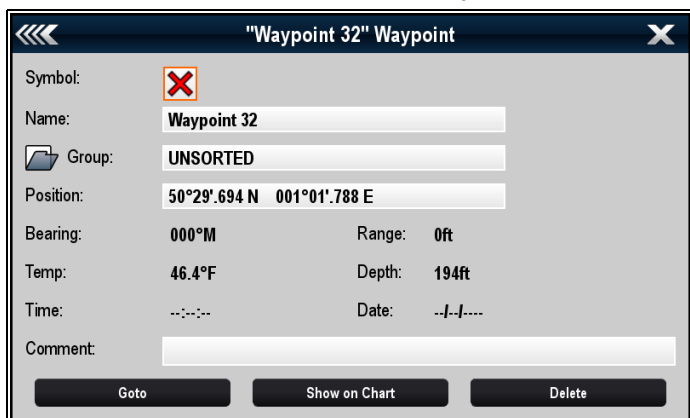 "Waypoint 32" Waypoint
Symbol:
Name: Waypoint 32
Group: UNSORTED
Position: 50°29'.694 N 001°01'.788 E
Bearing: 000°M Range: 0ft
Temp: 46.4°F Depth: 194ft
Time: --:--:-- Date: --/--/----
Comment:
Goto Show on Chart Delete